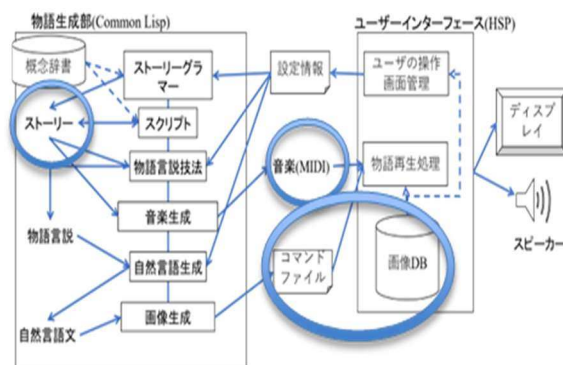 物語生成部(Common Lisp)
ユーザーインターフェース(HSP)
概念辞書
ストーリーグラ
マー
設定情報
ユーザの操作
画面管理
ストーリー
スクリプト
ディスプ
レイ
物語言説技法
音楽(MIDI)
物語再生処理
音楽生成
物語言説
スピーカー
自然言語生成
コマンド
ファイル
画像DB
画像生成
自然言語文